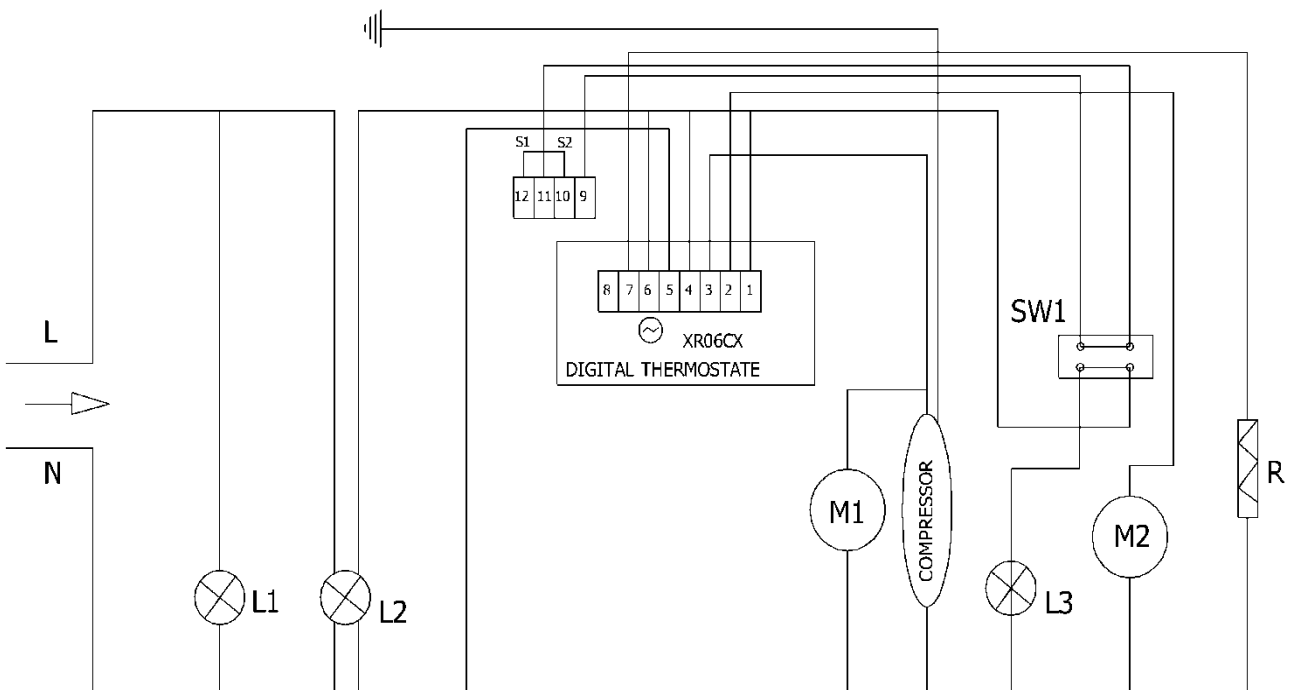 S1 S2
12 11 10 9
8 7 6 5 4 3 2 1
XR06CX
DIGITAL THERMOSTATE
SW1
L
N
M1
COMPRESSOR
M2
R
L1
L2
L3